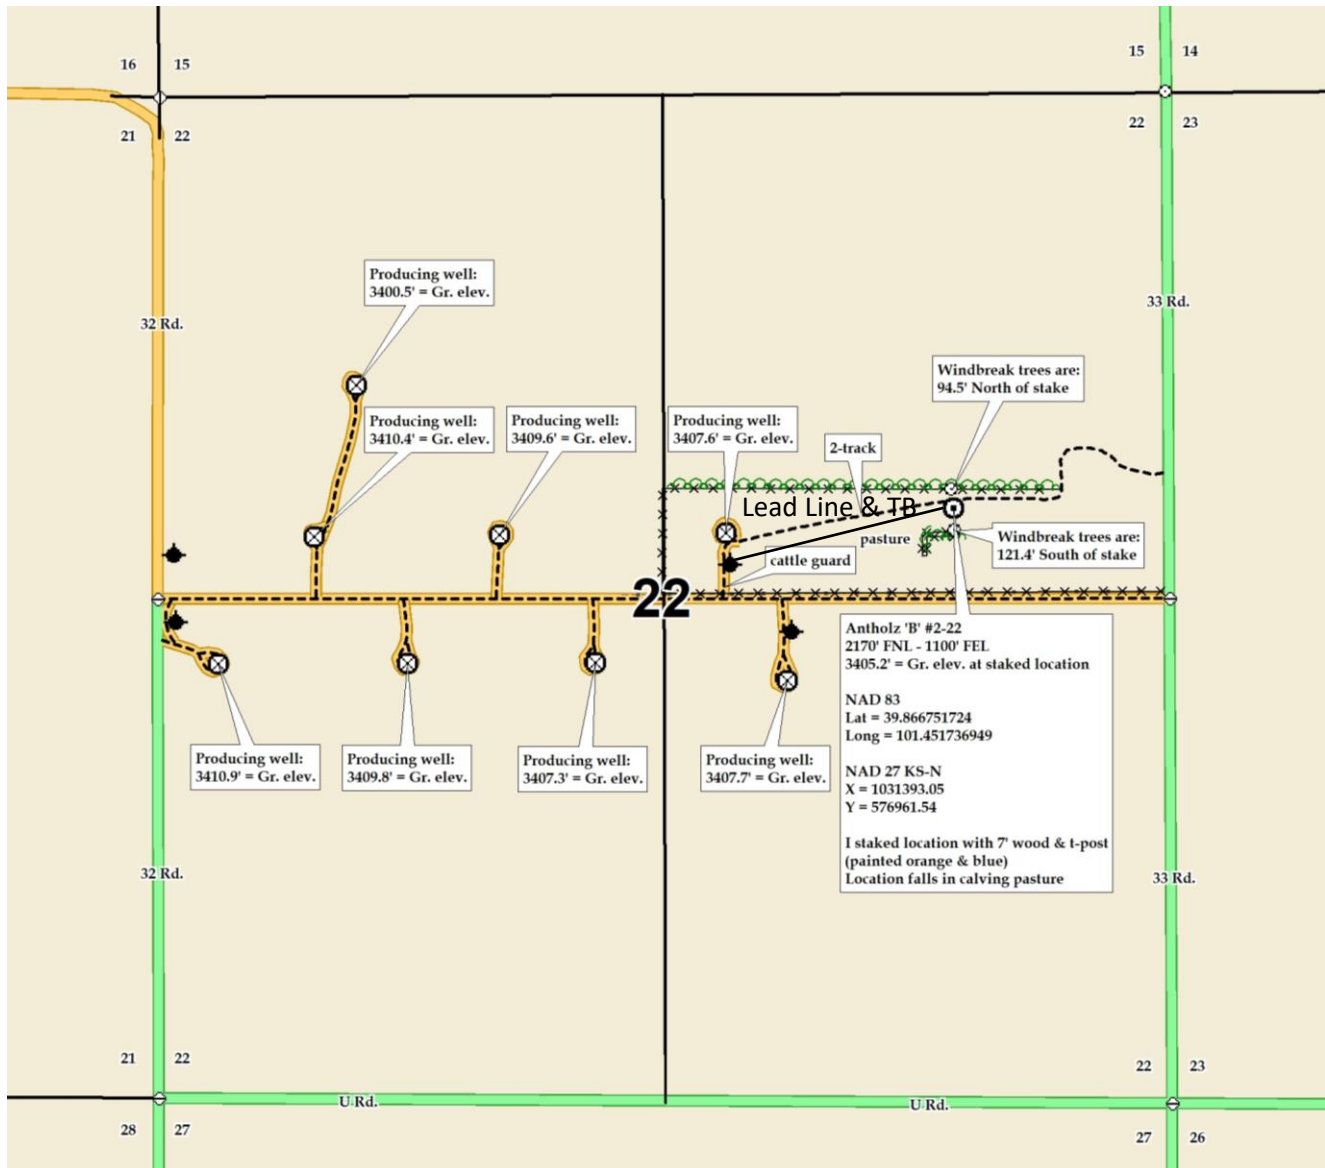 16 15
15 14
21 22
22 23
Producing well:
3400.5' = Gr. elev.
32 Rd.
33 Rd.
Windbreak trees are:
94.5' North of stake
Producing well:
3410.4' = Gr. elev.
Producing well:
3409.6' = Gr. elev.
Producing well:
3407.6' = Gr. elev.
2-track
Lead Line & TB
pasture
Windbreak trees are:
121.4' South of stake
cattle guard
22
Antholz 'B' #2-22
2170' FNL - 1100' FEL
3405.2' = Gr. elev. at staked location
NAD 83
Lat = 39.866751724
Long = 101.451736949
NAD 27 KS-N
X = 1031393.05
Y = 576961.54
I staked location with 7' wood & t-post
(painted orange & blue)
Location falls in calving pasture
Producing well:
3410.9' = Gr. elev.
Producing well:
3409.8' = Gr. elev.
Producing well:
3407.3' = Gr. elev.
Producing well:
3407.7' = Gr. elev.
32 Rd.
33 Rd.
21 22
22 23
U Rd.
U Rd.
28 27
27 26